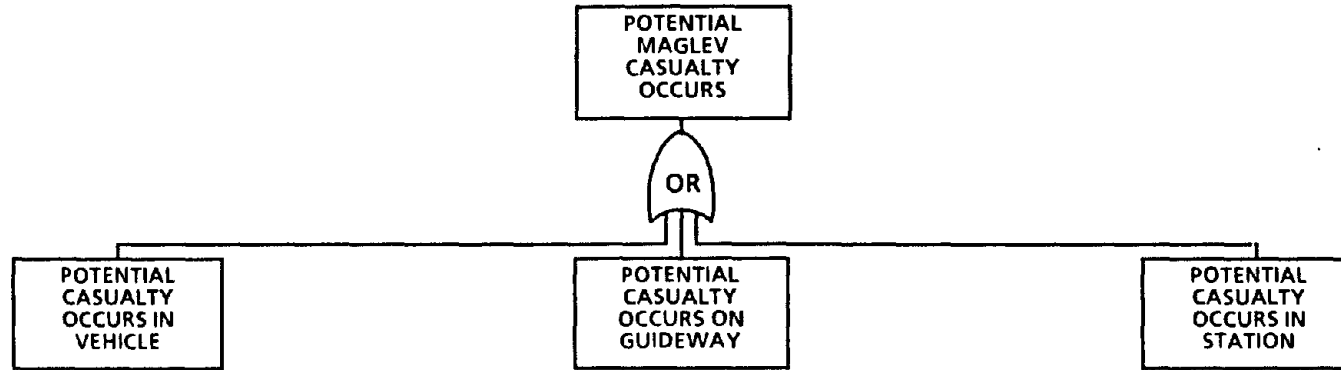 POTENTIAL
MAGLEV
CASUALTY
OCCURS
OR
POTENTIAL
CASUALTY
OCCURS IN
VEHICLE
POTENTIAL
CASUALTY
OCCURS ON
GUIDEWAY
POTENTIAL
CASUALTY
OCCURS IN
STATION